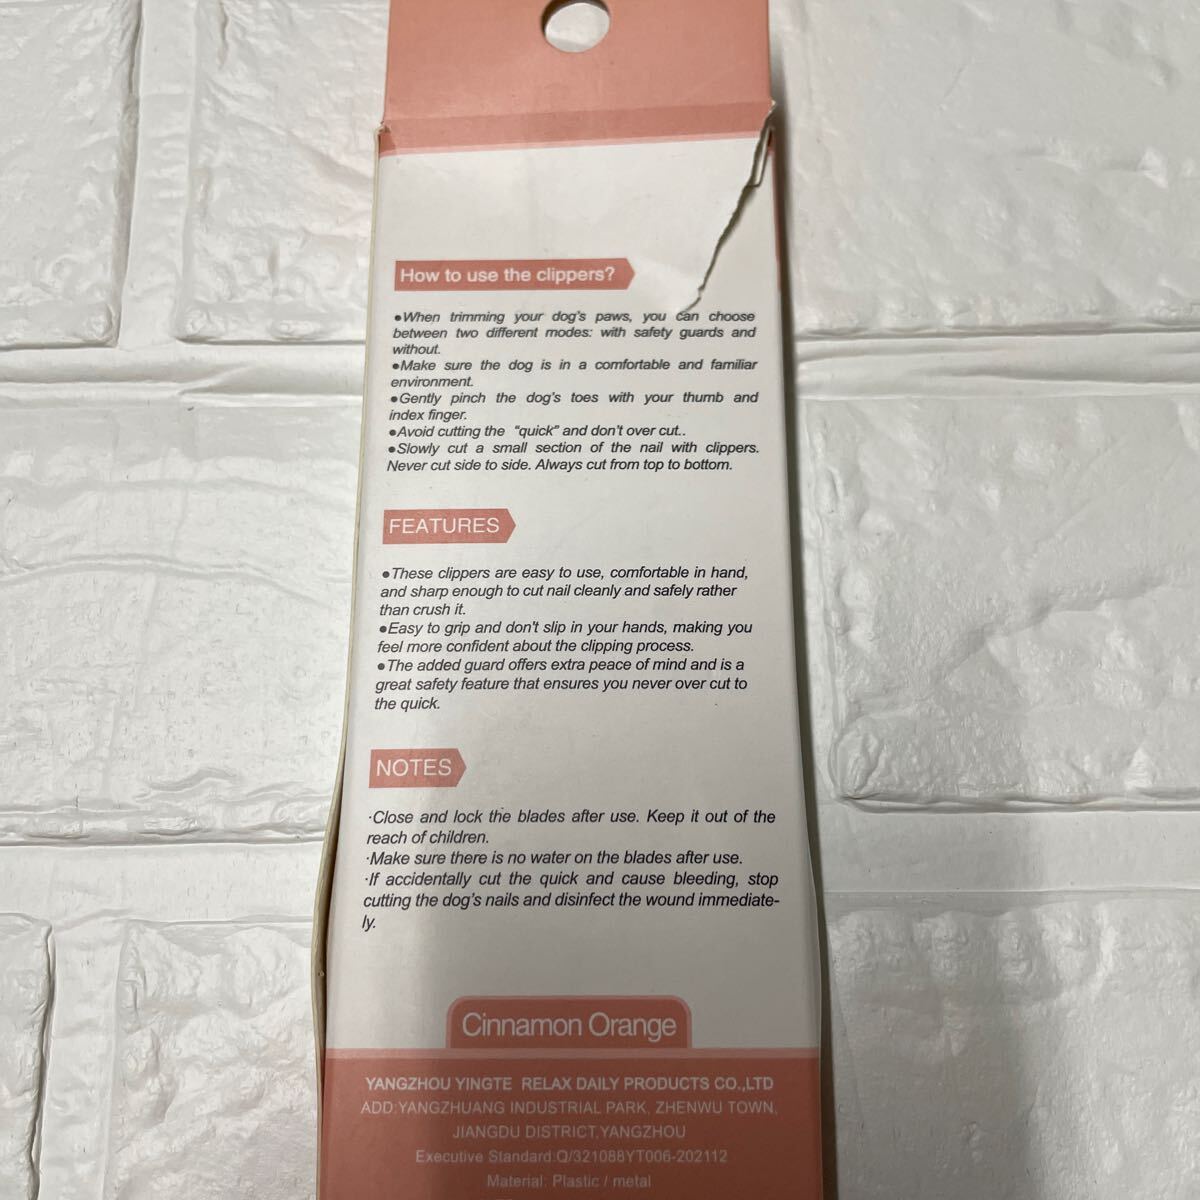 How to use the clippers?
●When trimming your dog's paws, you can choose
between two different modes: with safety guards and
without.
●Make sure the dog is in a comfortable and familiar
environment.
●Gently pinch the dog's toes with your thumb and
index finger.
●Avoid cutting the "quick" and don't over cut..
●Slowly cut a small section of the nail with clippers.
Never cut side to side. Always cut from top to bottom.
FEATURES
●These clippers are easy to use, comfortable in hand,
and sharp enough to cut nail cleanly and safely rather
than crush it.
●Easy to grip and don't slip in your hands, making you
feel more confident about the clipping process.
●The added guard offers extra peace of mind and is a
great safety feature that ensures you never over cut to
the quick.
NOTES
·Close and lock the blades after use. Keep it out of the
reach of children.
·Make sure there is no water on the blades after use.
·If accidentally cut the quick and cause bleeding, stop
cutting the dog's nails and disinfect the wound immediate-
ly.
Cinnamon Orange
YANGZHOU YINGTE RELAX DAILY PRODUCTS CO.,LTD
ADD:YANGZHUANG INDUSTRIAL PARK, ZHENWU TOWN,
JIANGDU DISTRICT,YANGZHOU
Executive Standard:Q/321088YT006-202112
Material: Plastic / metal